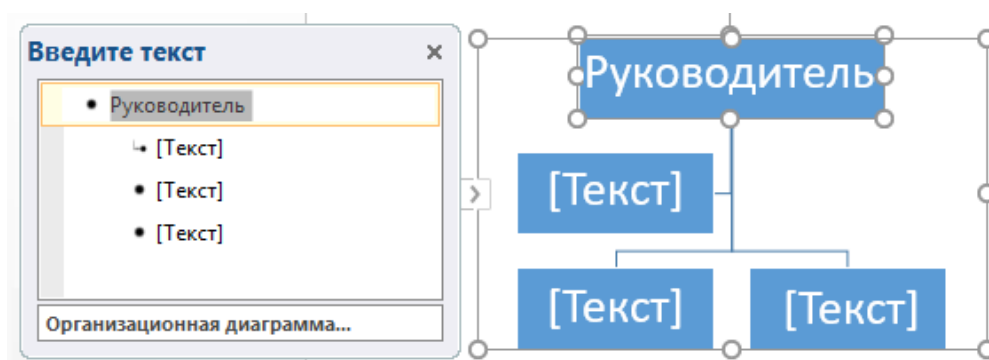 Введите текст
Руководитель
[Текст]
[Текст]
[Текст]
Организационная диаграмма...
Руководитель
[Текст]
[Текст]
[Текст]